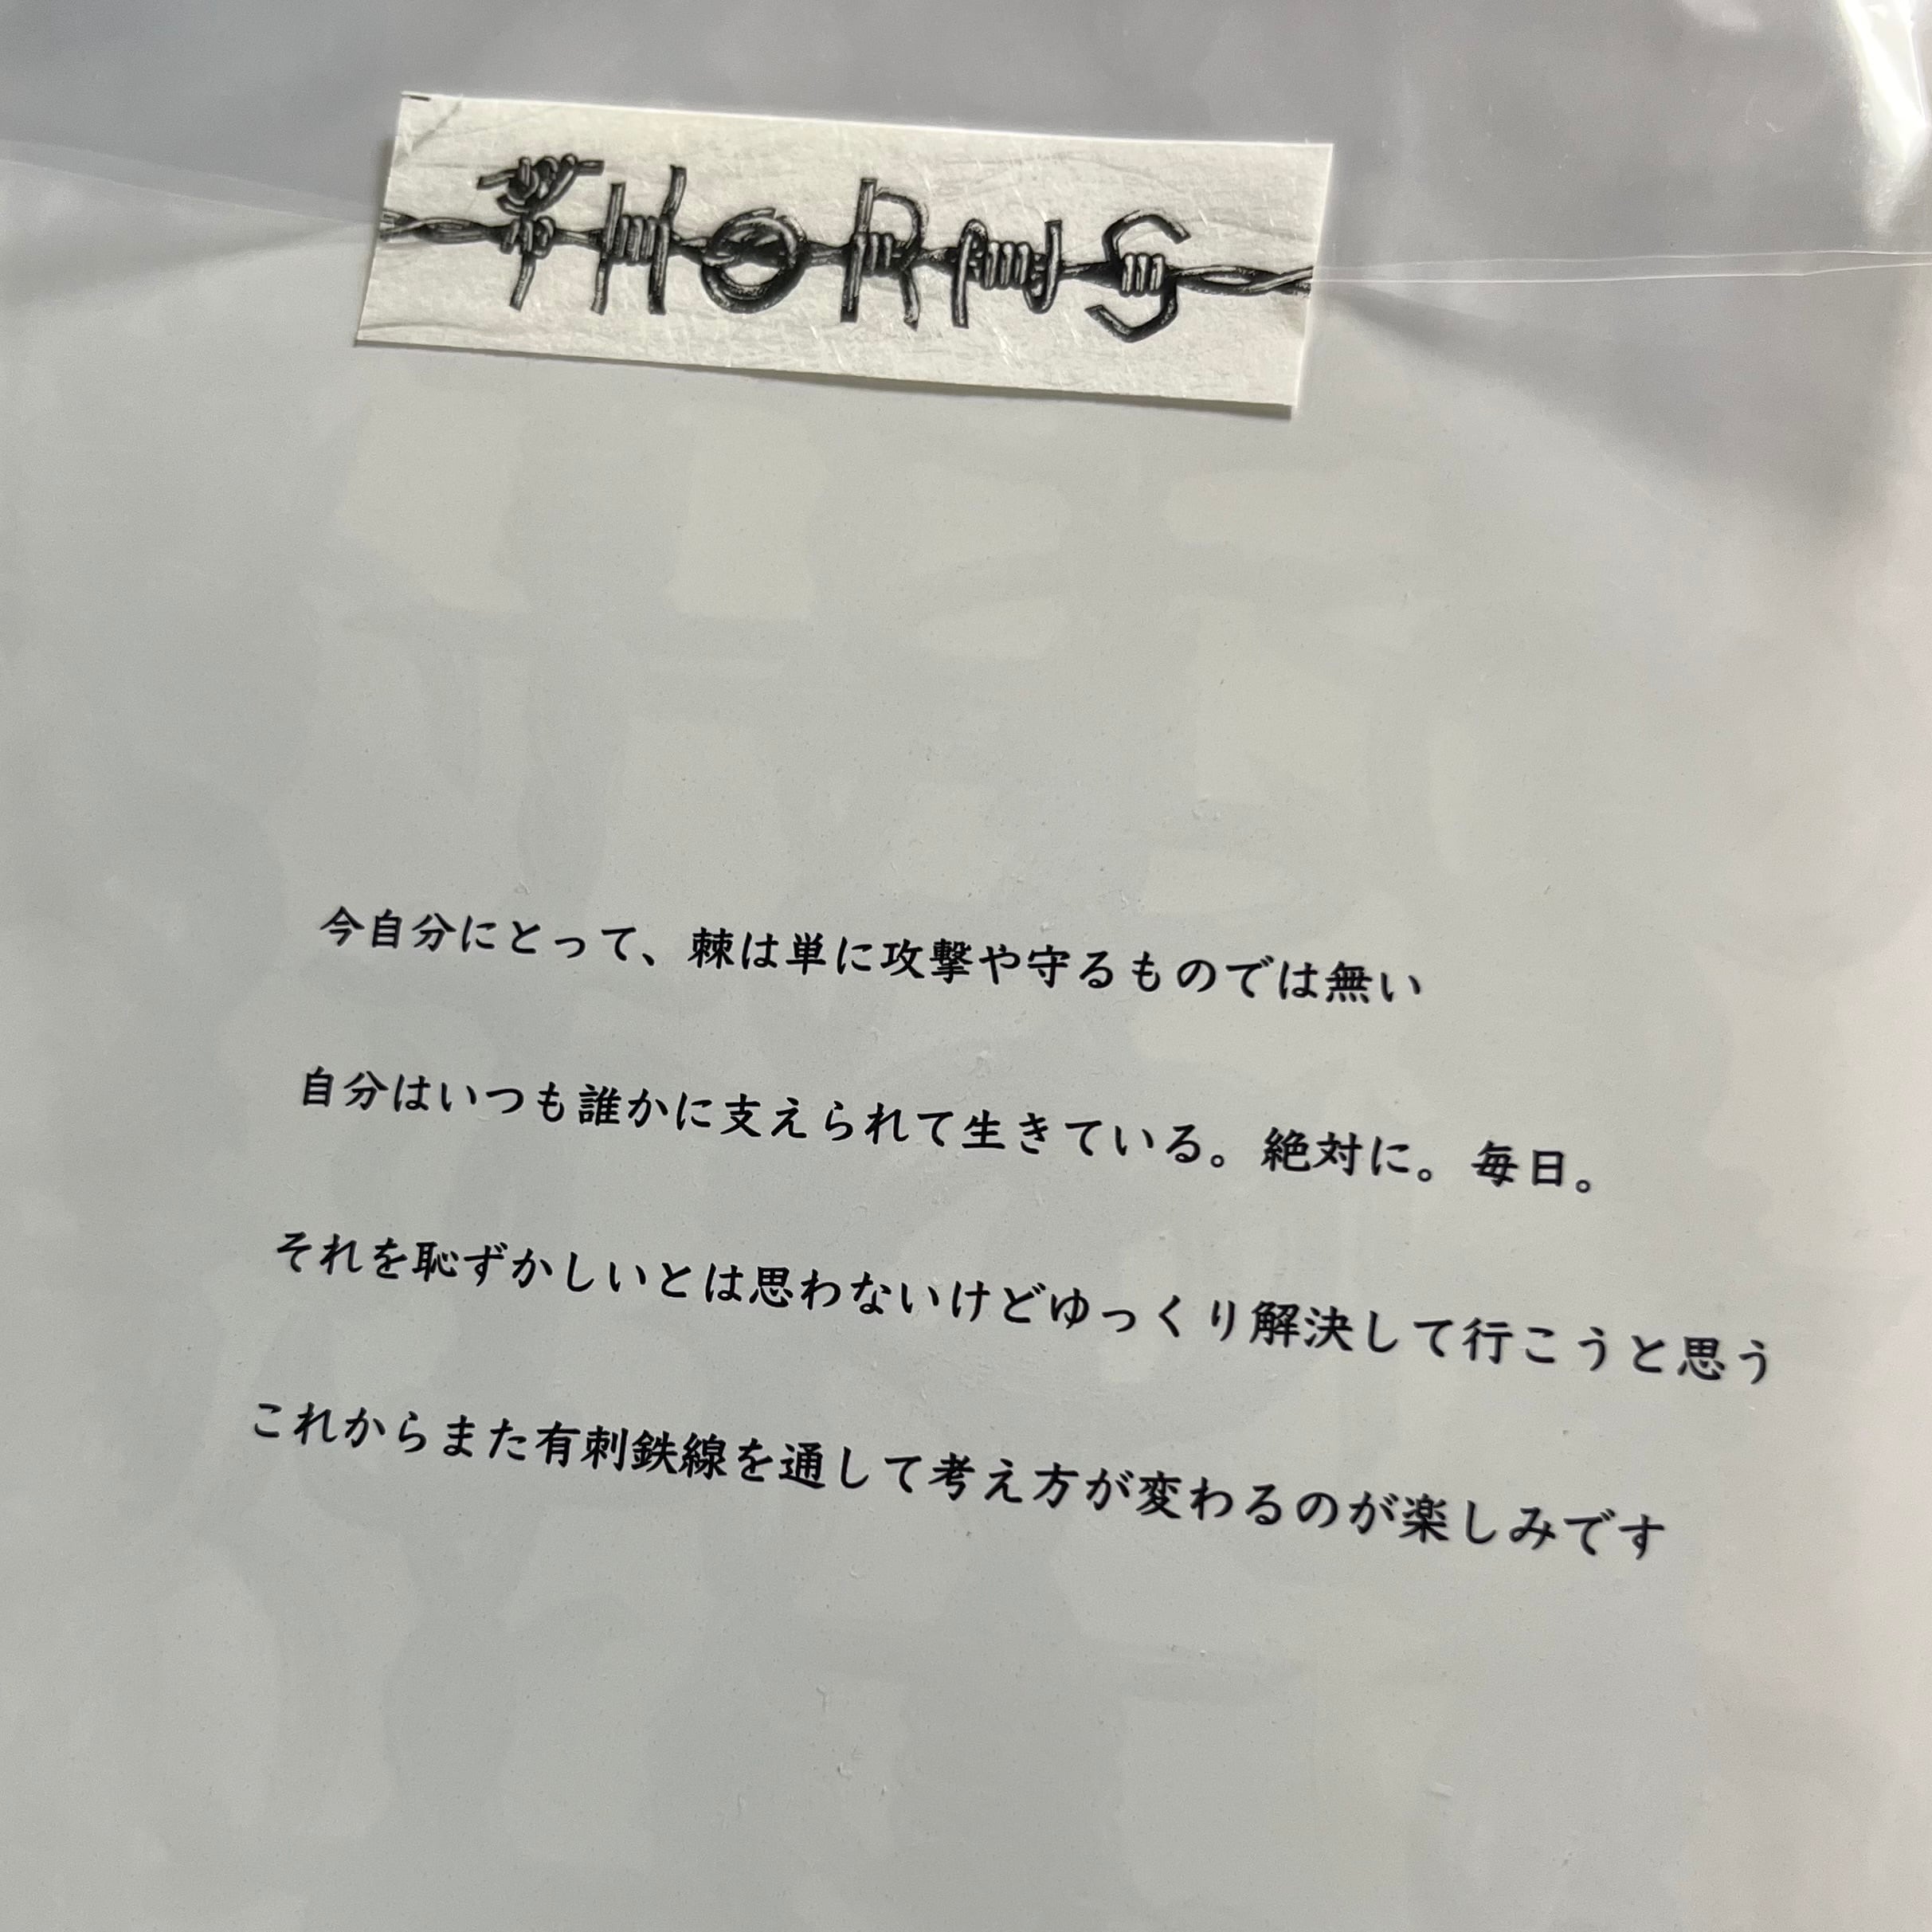 THORNS
今自分にとって、棘は単に攻撃や守るものでは無い
自分はいつも誰かに支えられて生きている。絶対に。毎日。
それを恥ずかしいとは思わないけどゆっくり解決して行こうと思う
これからまた有刺鉄線を通して考え方が変わるのが楽しみです